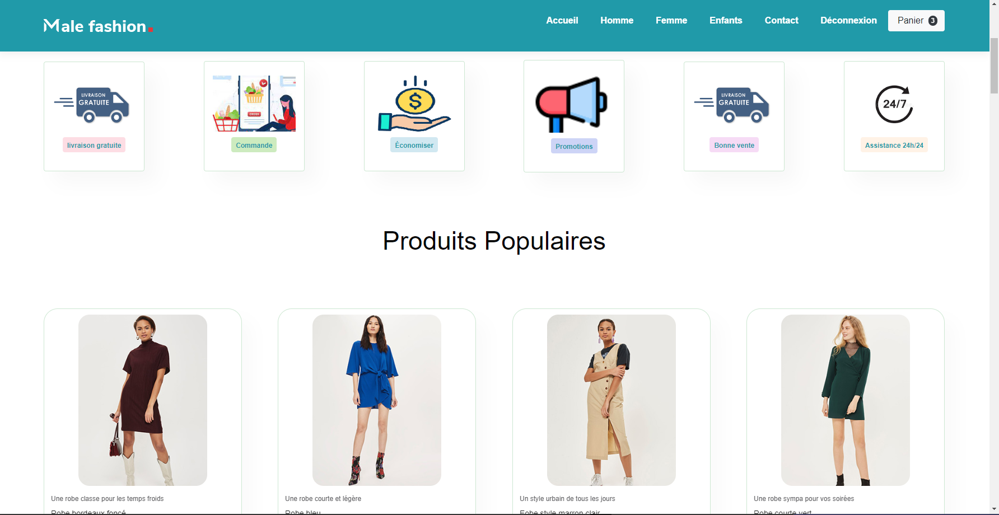 Male fashion.
Accueil Homme Femme Enfants Contact Déconnexion Panier 3
LIVRAISON
GRATUITE
livraison gratuite
ORDER
Commande
$
Économiser
Promotions
LIVRAISON
GRATUITE
Bonne vente
24/7
Assistance 24h/24
Produits Populaires
Une robe classe pour les temps froids
Robe bordeaux foncé
Une robe courte et légère
Robe bleu
Un style urbain de tous les jours
Eobe style marron clair
Une robe sympa pour vos soirées
Robe courte vert